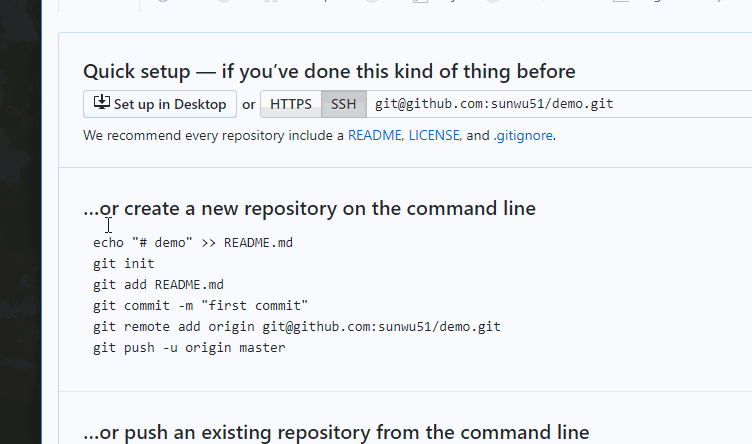 Quick setup — if you’ve done this kind of thing before
Set up in Desktop or HTTPS SSH git@github.com:sunwu51/demo.git
We recommend every repository include a README, LICENSE, and .gitignore.
…or create a new repository on the command line
echo "# demo" >> README.md
git init
git add README.md
git commit -m "first commit"
git remote add origin git@github.com:sunwu51/demo.git
git push -u origin master
…or push an existing repository from the command line